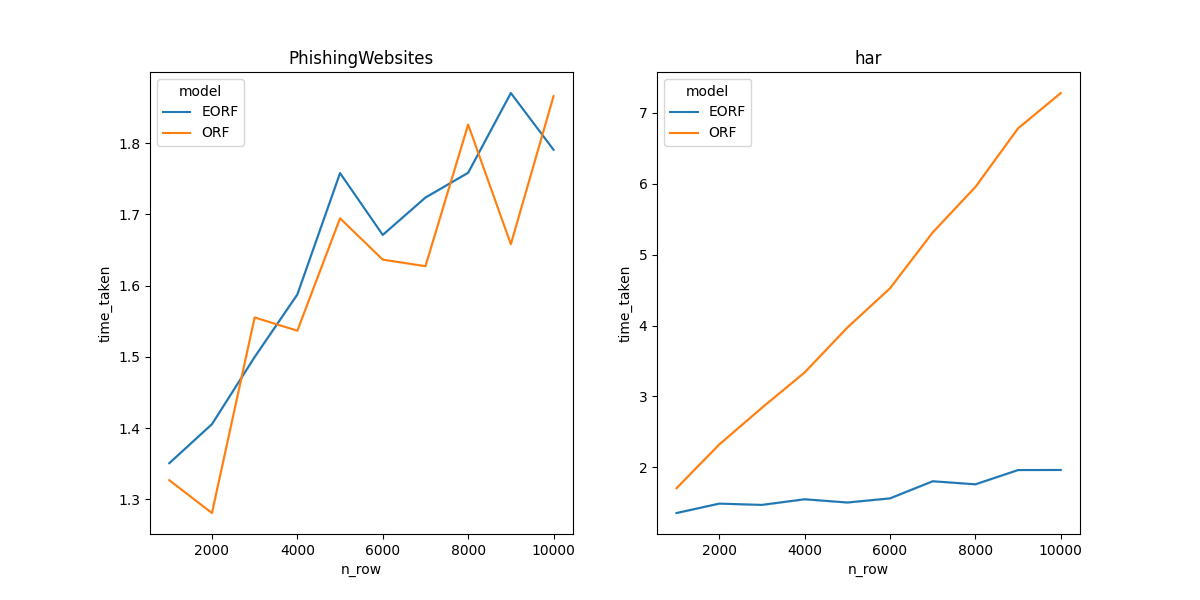 PhishingWebsites
model
EORF
ORF
1.8
1.7
1.6
1.5
1.4
1.3
time_taken
2000 4000 6000 8000 10000
n_row
har
model
EORF
ORF
7
6
5
4
3
2
time_taken
2000 4000 6000 8000 10000
n_row